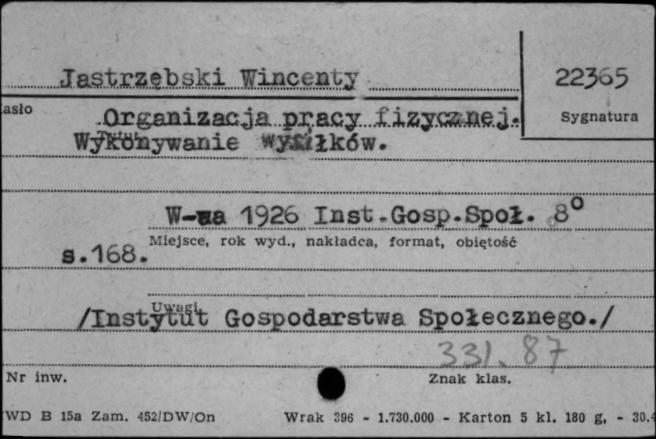 Jastrzębski Wincenty
22365
asło
Sygnatura
Organizacja pracy fizycznej.
Wykonywanie wysiłków.
W-wa 1926 Inst.Gosp.Społ. 8°
Miejsce, rok wyd., nakładca, format, obiętość
s.168.
Uwagi
/Instytut Gospodarstwa Społecznego./
331.87
Nr inw.
Znak klas.
WD B 15a Zam. 452/DW/On Wrak 396 - 1.730.000 - Karton 5 kl. 180 g, - 30.4